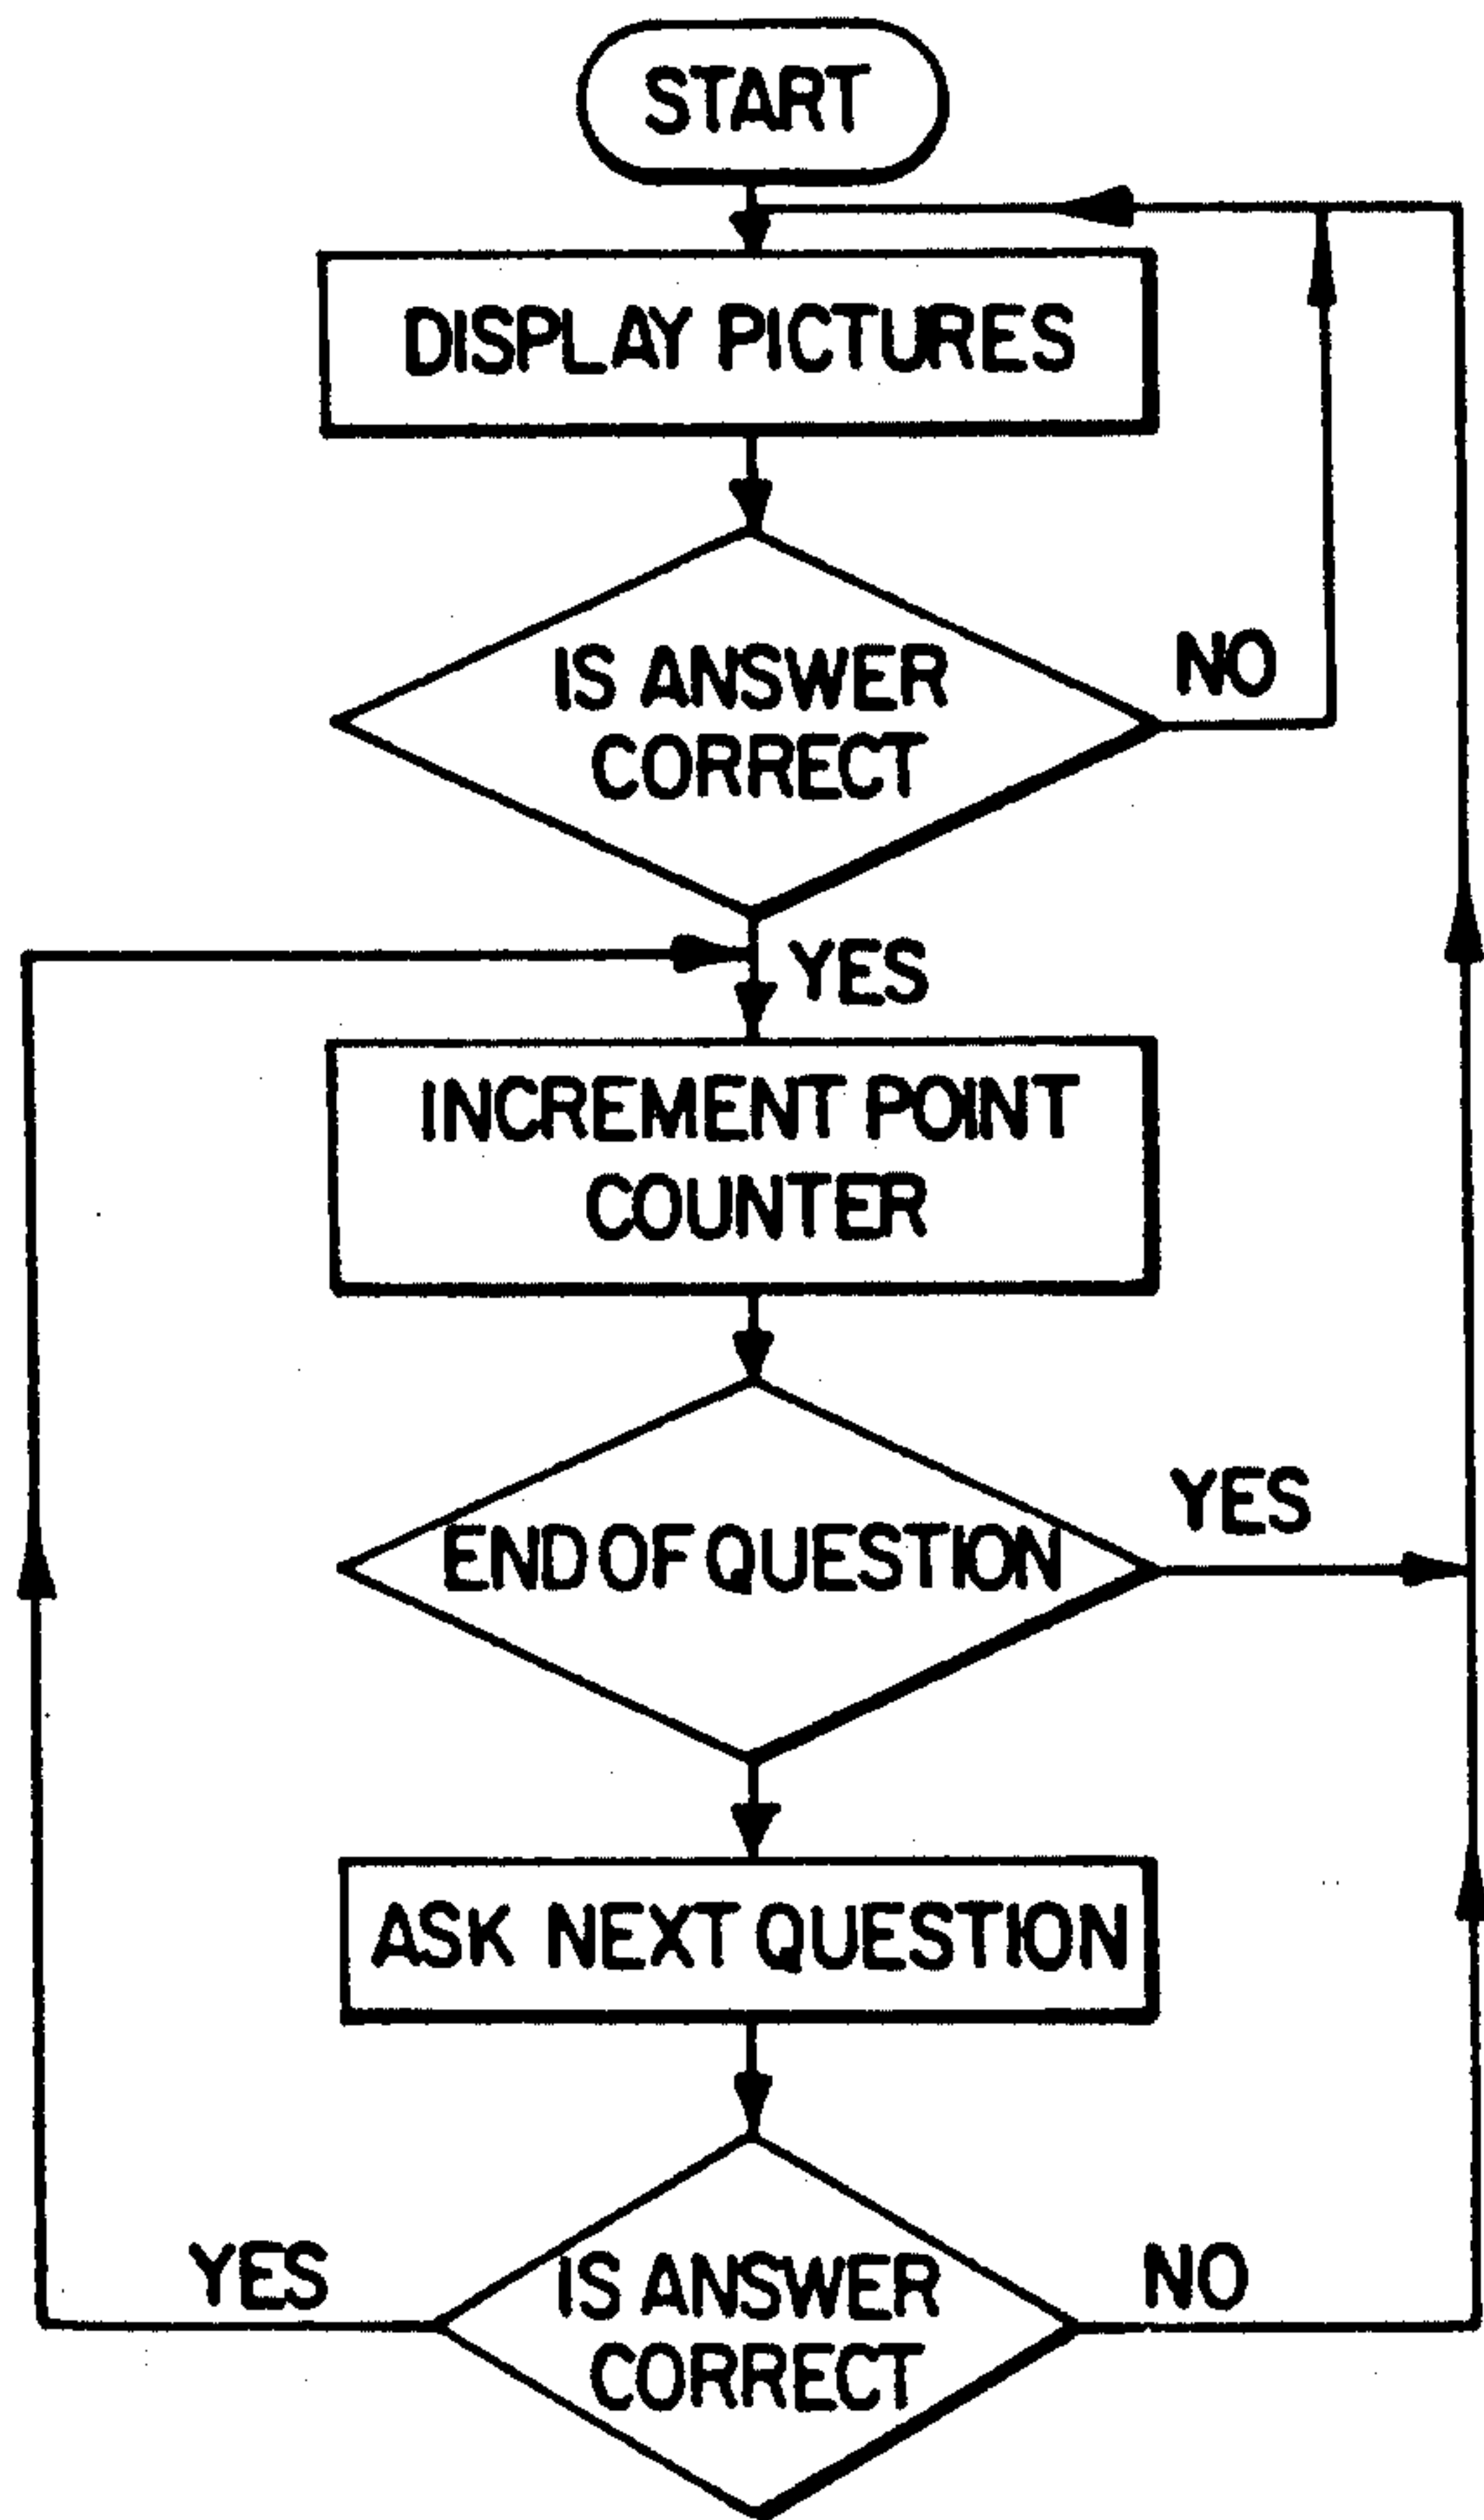 START
DISPLAY PICTURES
IS ANSWER
CORRECT
NO
YES
INCREMENT POINT
COUNTER
END OF QUESTION
YES
ASK NEXT QUESTION
YES
IS ANSWER
CORRECT
NO